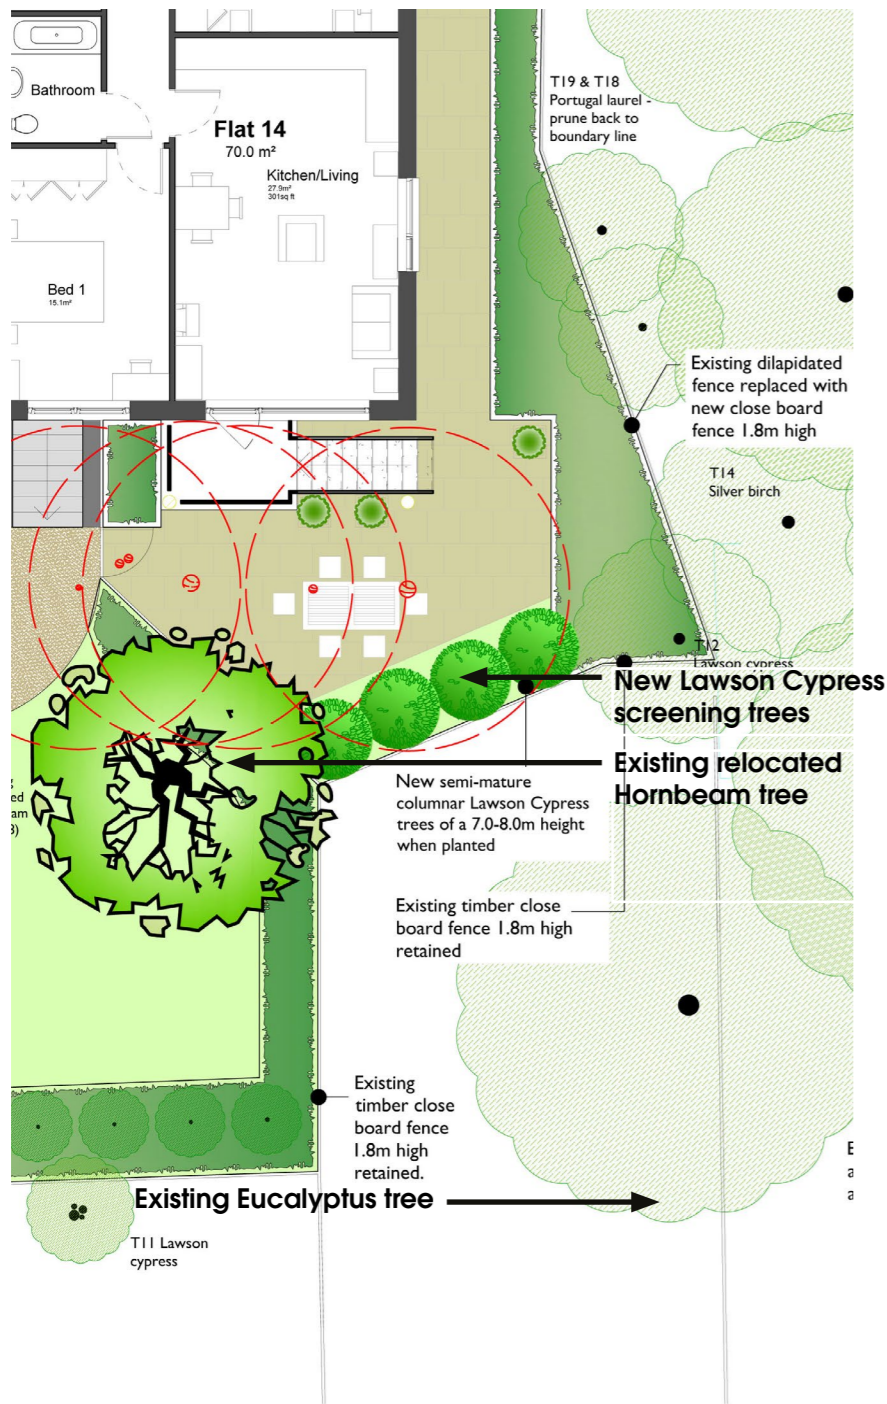 Bathroom
Flat 14
70.0 m²
Kitchen/Living
27.9m²
301sq ft
Bed 1
15.1m²
T19 & T18
Portugal laurel -
prune back to
boundary line
Existing dilapidated
fence replaced with
new close board
fence 1.8m high
T14
Silver birch
T12
Lawson cypress
New Lawson Cypress
screening trees
Existing relocated
Hornbeam tree
New semi-mature
columnar Lawson Cypress
trees of a 7.0-8.0m height
when planted
Existing timber close
board fence 1.8m high
retained
Existing
timber close
board fence
1.8m high
retained.
Existing Eucalyptus tree
T11 Lawson
cypress